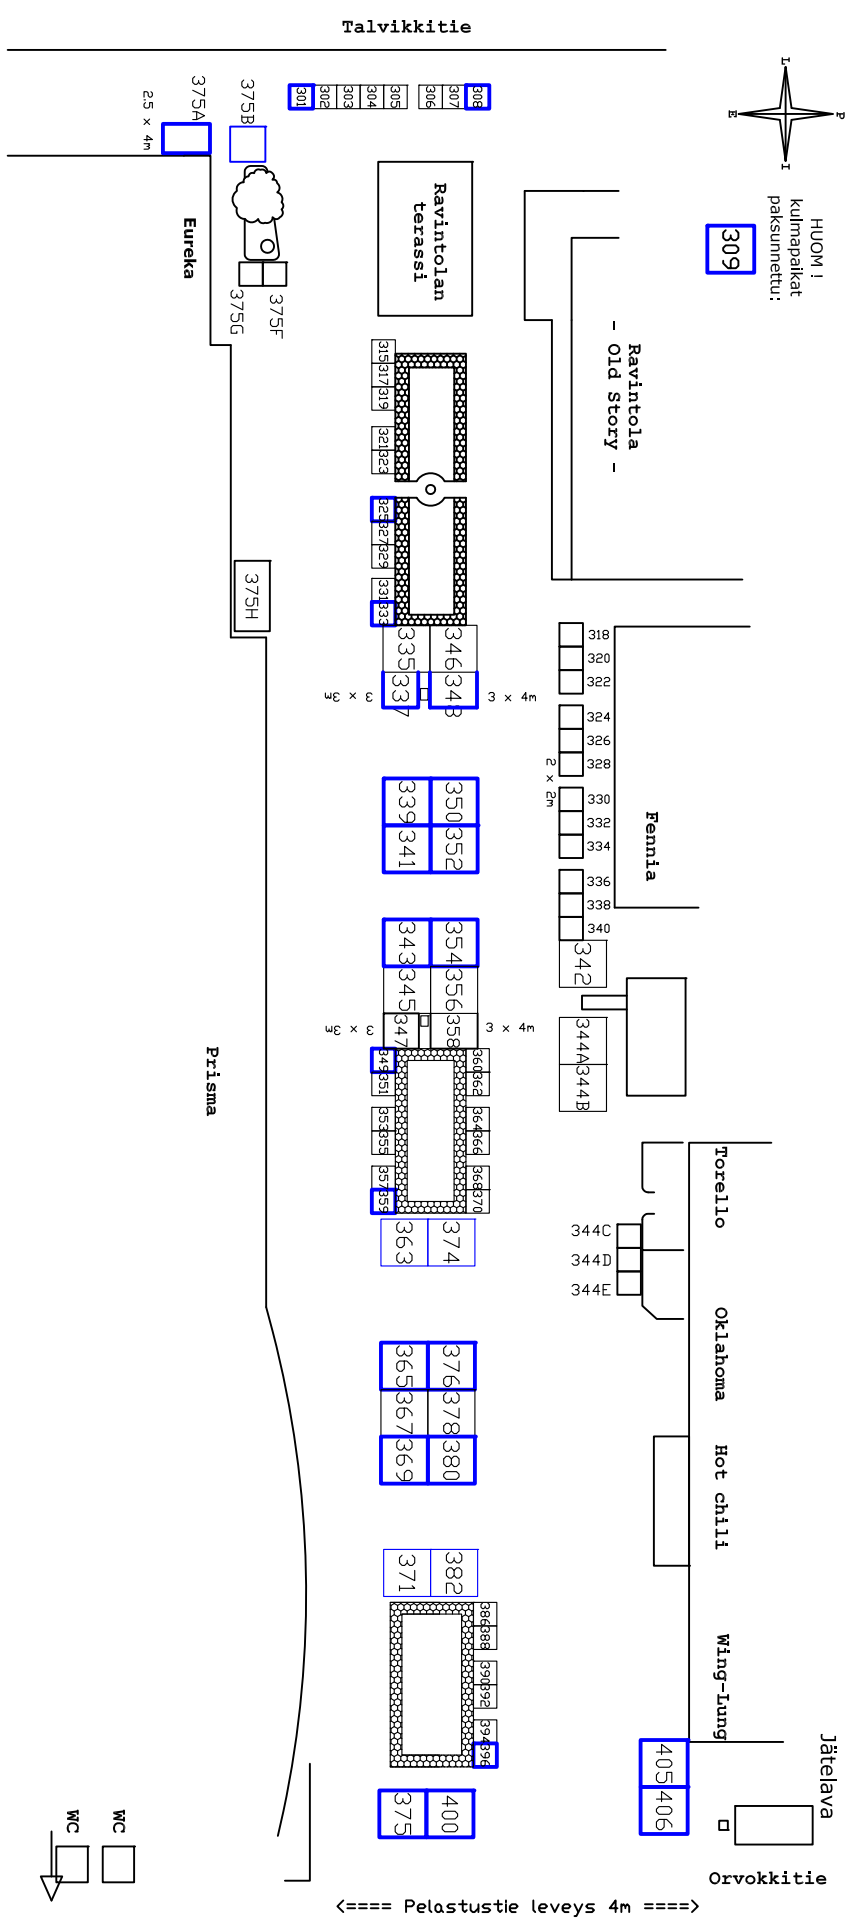 Talvikkitie
L
P
E
I
375A
375B
2.5 x 4m
301
302
303
304
305
306
307
308
HUOM !
kulmapaikat
paksunnettu:
309
Ravintolan
terassi
Eureka
375G
375F
Ravintola
- Old Story -
315
317
319
321
323
325
327
329
331
333
375H
335
346
337
348
3 x 3m
3 x 4m
318
320
322
324
326
328
2 x 2m
330
332
334
336
338
340
Fennia
339
350
341
352
343
354
345
356
347
358
3 x 3m
3 x 4m
342
344A
344B
Prisma
349
351
353
355
357
359
360
362
364
366
368
370
363
374
Torello
344C
344D
344E
Oklahoma
365
376
367
378
369
380
Hot chili
371
382
386
388
390
392
394
396
Wing-Lung
405
406
Jätelava
375
400
WC
WC
Orvokkitie
<==== Pelastustie leveys 4m ====>